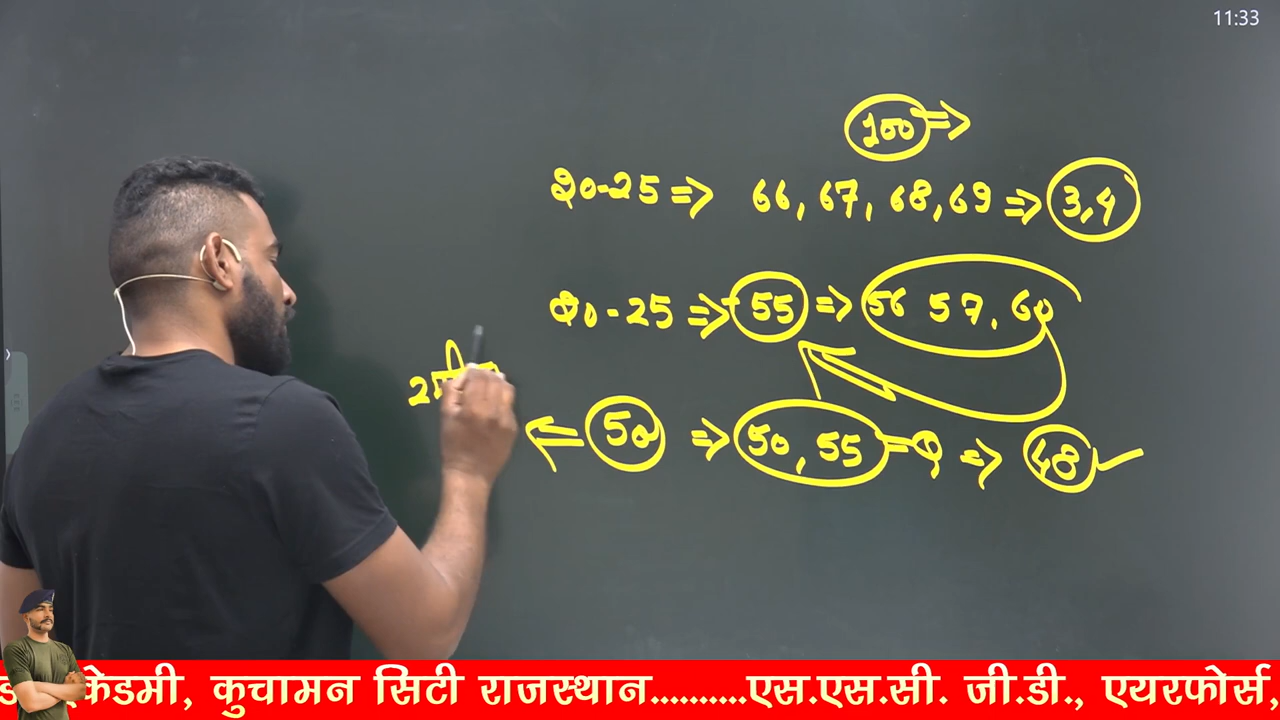 11:33
100 ⇒
20-25 ⇒ 66, 67, 68, 69 ⇒ 3,4
20-25 ⇒ 55 ⇒ 56 57, 60
50 ⇒ 50, 55 ⇒ 48 ✓
केडमी, कुचामन सिटी राजस्थान..........एस.एस.सी. जी.डी., एयरफोर्स,